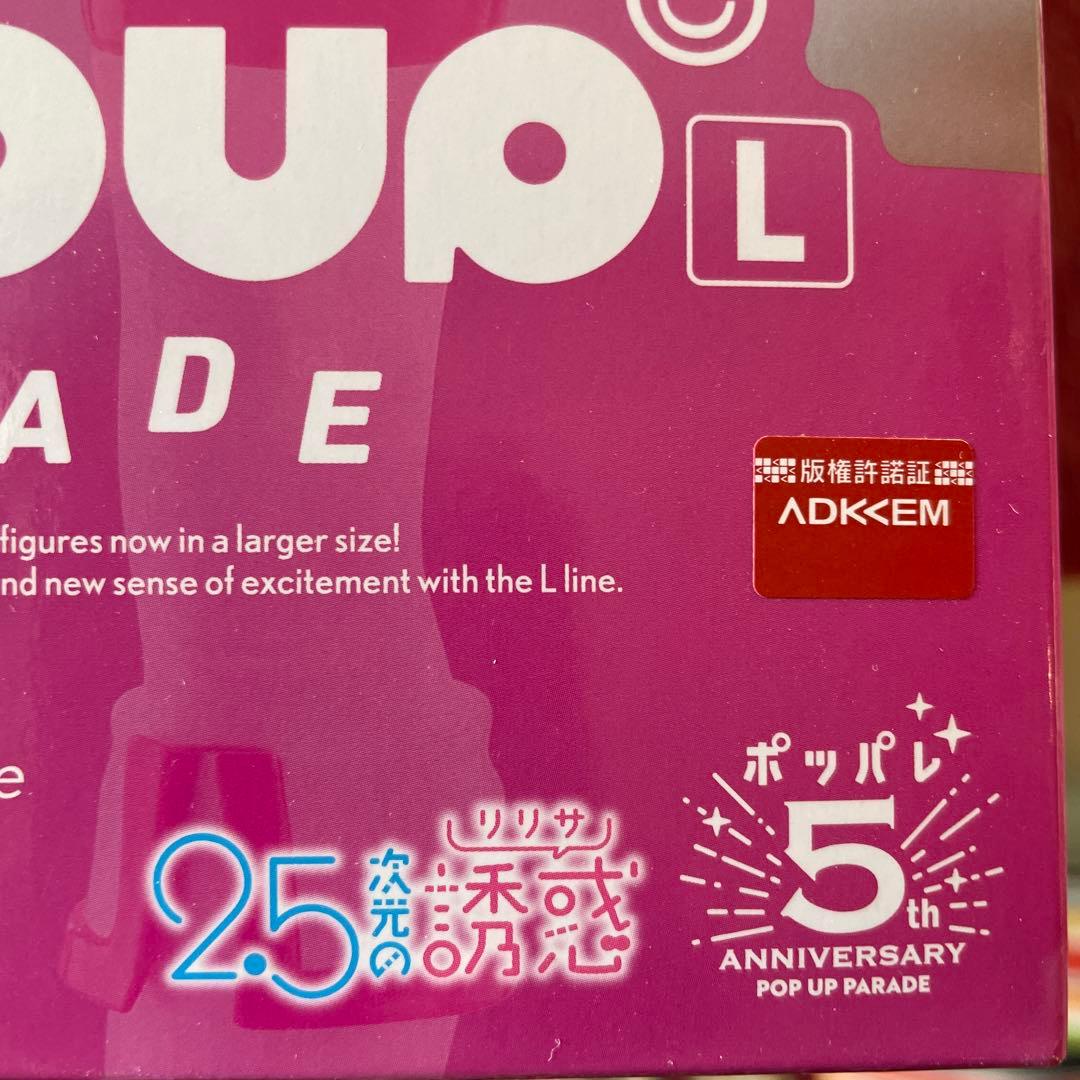 pup
L
ADE
版権許諾証
ADKKEM
figures now in a larger size!
nd new sense of excitement with the L line.
e
ポッパレ
5th
ANNIVERSARY
POP UP PARADE
リリサ
2.5次元の誘惑